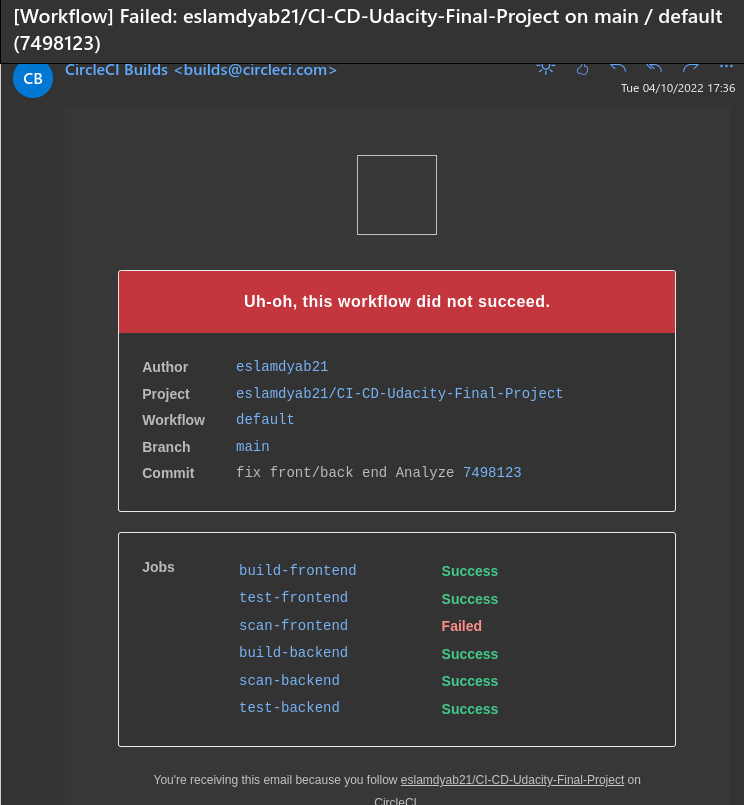 [Workflow] Failed: eslamdyab21/CI-CD-Udacity-Final-Project on main / default
(7498123)
CB
CircleCI Builds <builds@circleci.com>
Tue 04/10/2022 17:36
Uh-oh, this workflow did not succeed.
Author eslamdyab21
Project eslamdyab21/CI-CD-Udacity-Final-Project
Workflow default
Branch main
Commit fix front/back end Analyze 7498123
Jobs build-frontend Success
test-frontend Success
scan-frontend Failed
build-backend Success
scan-backend Success
test-backend Success
You're receiving this email because you follow eslamdyab21/CI-CD-Udacity-Final-Project on
CircleCI